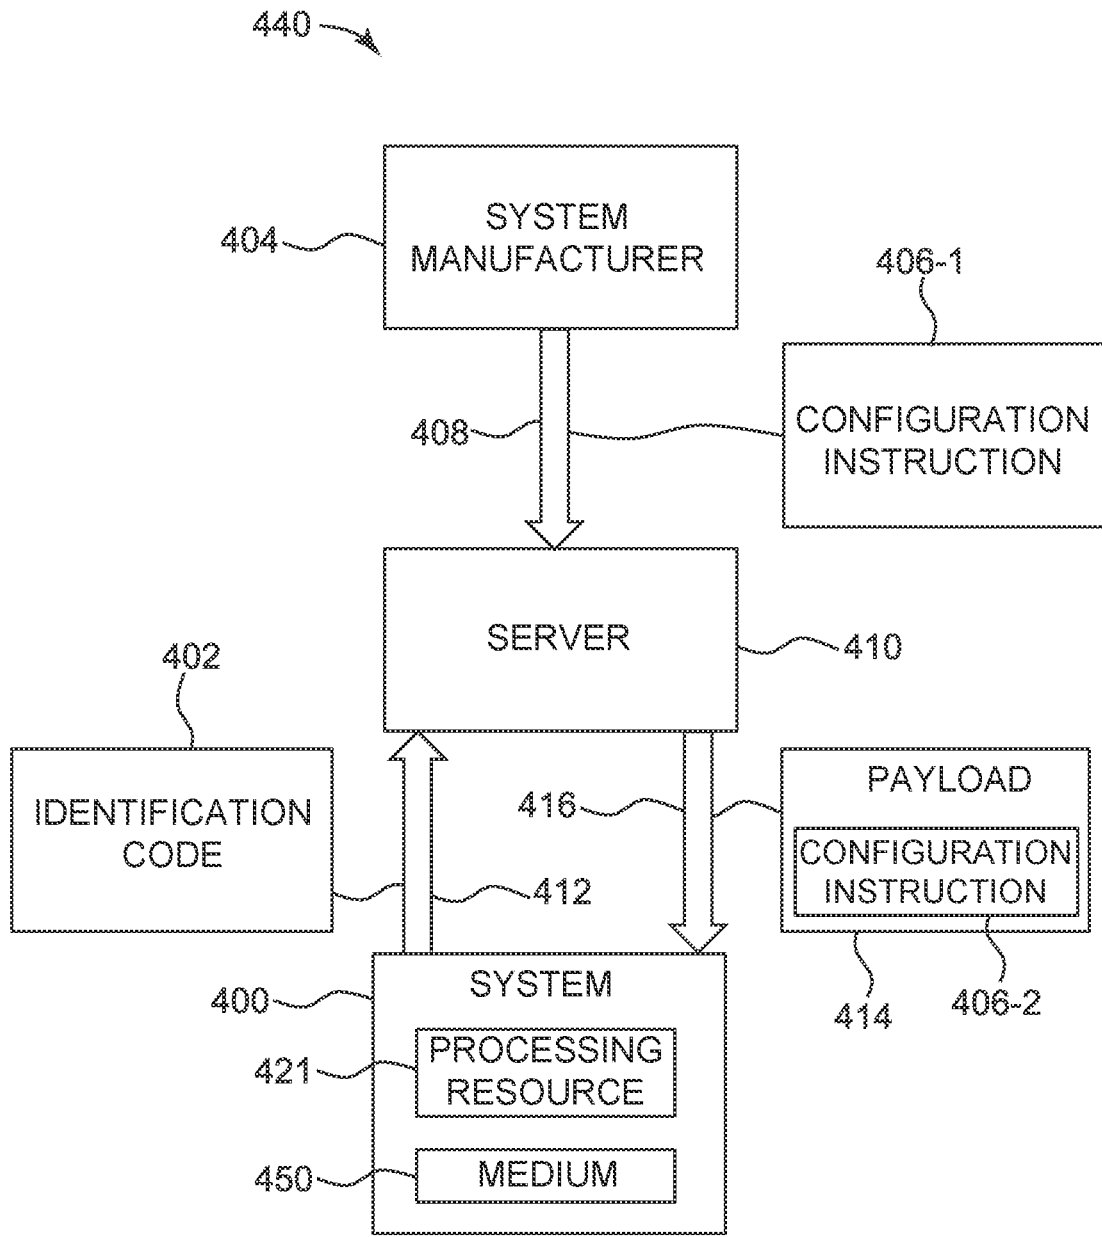 440
SYSTEM
MANUFACTURER
404
406-1
CONFIGURATION
INSTRUCTION
408
SERVER
410
402
IDENTIFICATION
CODE
412
416
PAYLOAD
CONFIGURATION
INSTRUCTION
414
406-2
SYSTEM
400
PROCESSING
RESOURCE
421
MEDIUM
450